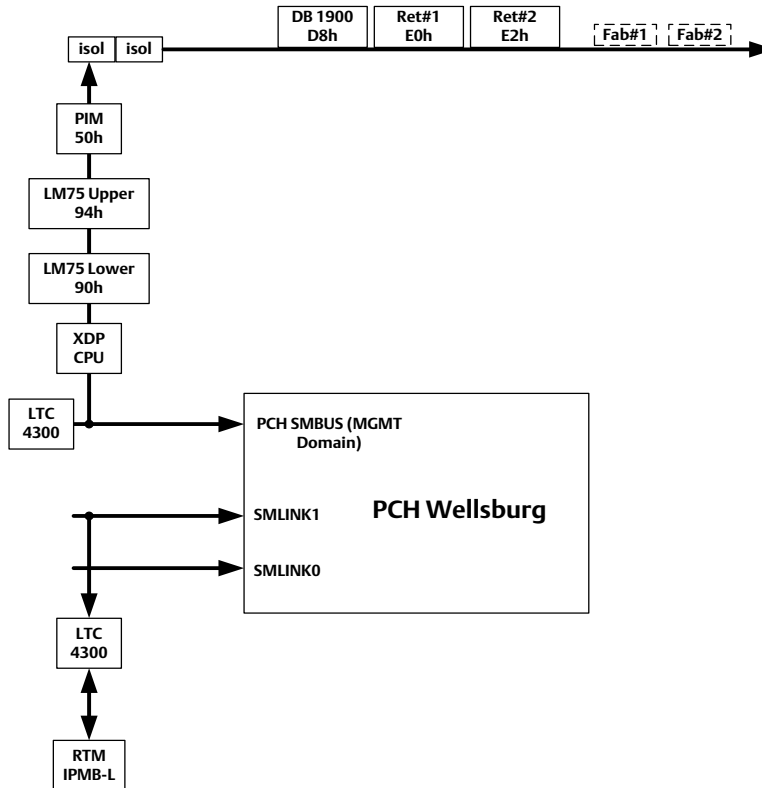 DB 1900
D8h
Ret#1
E0h
Ret#2
E2h
Fab#1
Fab#2
isol
isol
PIM
50h
LM75 Upper
94h
LM75 Lower
90h
XDP
CPU
LTC
4300
PCH SMBUS (MGMT
Domain)
PCH Wellsburg
SMLINK1
SMLINK0
LTC
4300
RTM
IPMB-L